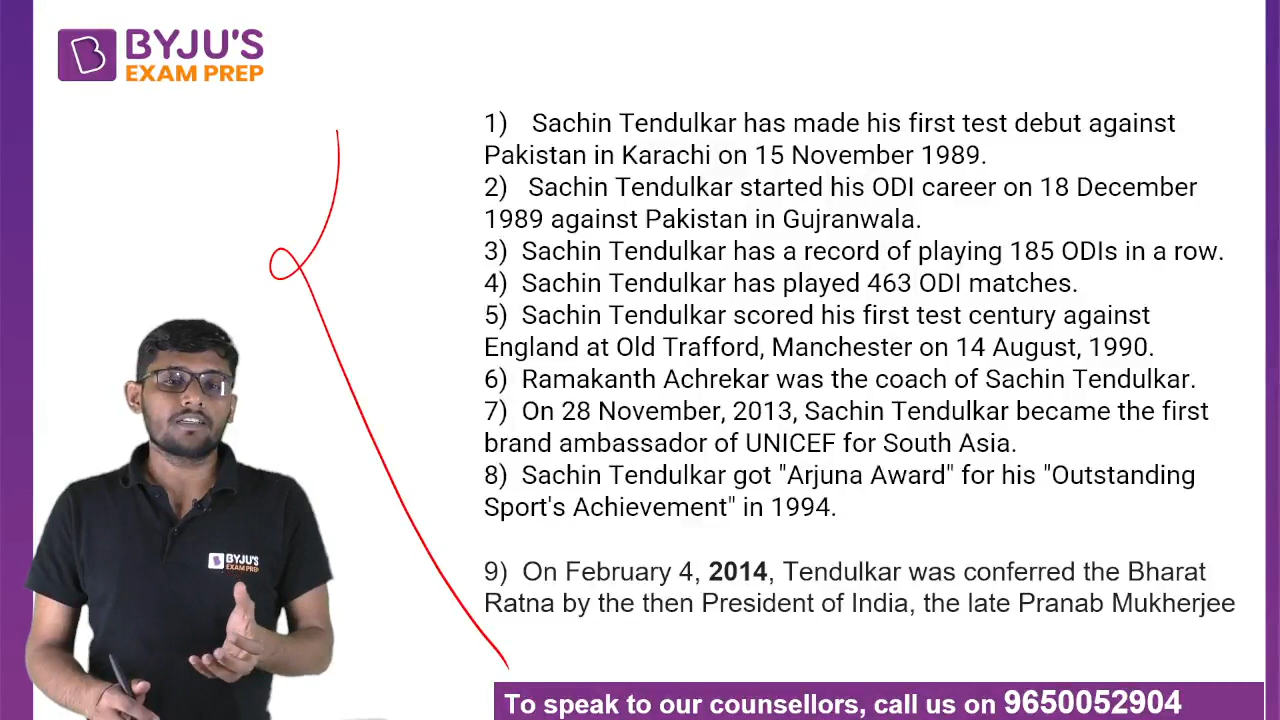 BYJU'S
EXAM PREP
1) Sachin Tendulkar has made his first test debut against
Pakistan in Karachi on 15 November 1989.
2) Sachin Tendulkar started his ODI career on 18 December
1989 against Pakistan in Gujranwala.
3) Sachin Tendulkar has a record of playing 185 ODIs in a row.
4) Sachin Tendulkar has played 463 ODI matches.
5) Sachin Tendulkar scored his first test century against
England at Old Trafford, Manchester on 14 August, 1990.
6) Ramakanth Achrekar was the coach of Sachin Tendulkar.
7) On 28 November, 2013, Sachin Tendulkar became the first
brand ambassador of UNICEF for South Asia.
8) Sachin Tendulkar got "Arjuna Award" for his "Outstanding
Sport's Achievement" in 1994.
9) On February 4, 2014, Tendulkar was conferred the Bharat
Ratna by the then President of India, the late Pranab Mukherjee
BYJU'S
EXAM PREP
To speak to our counsellors, call us on 9650052904